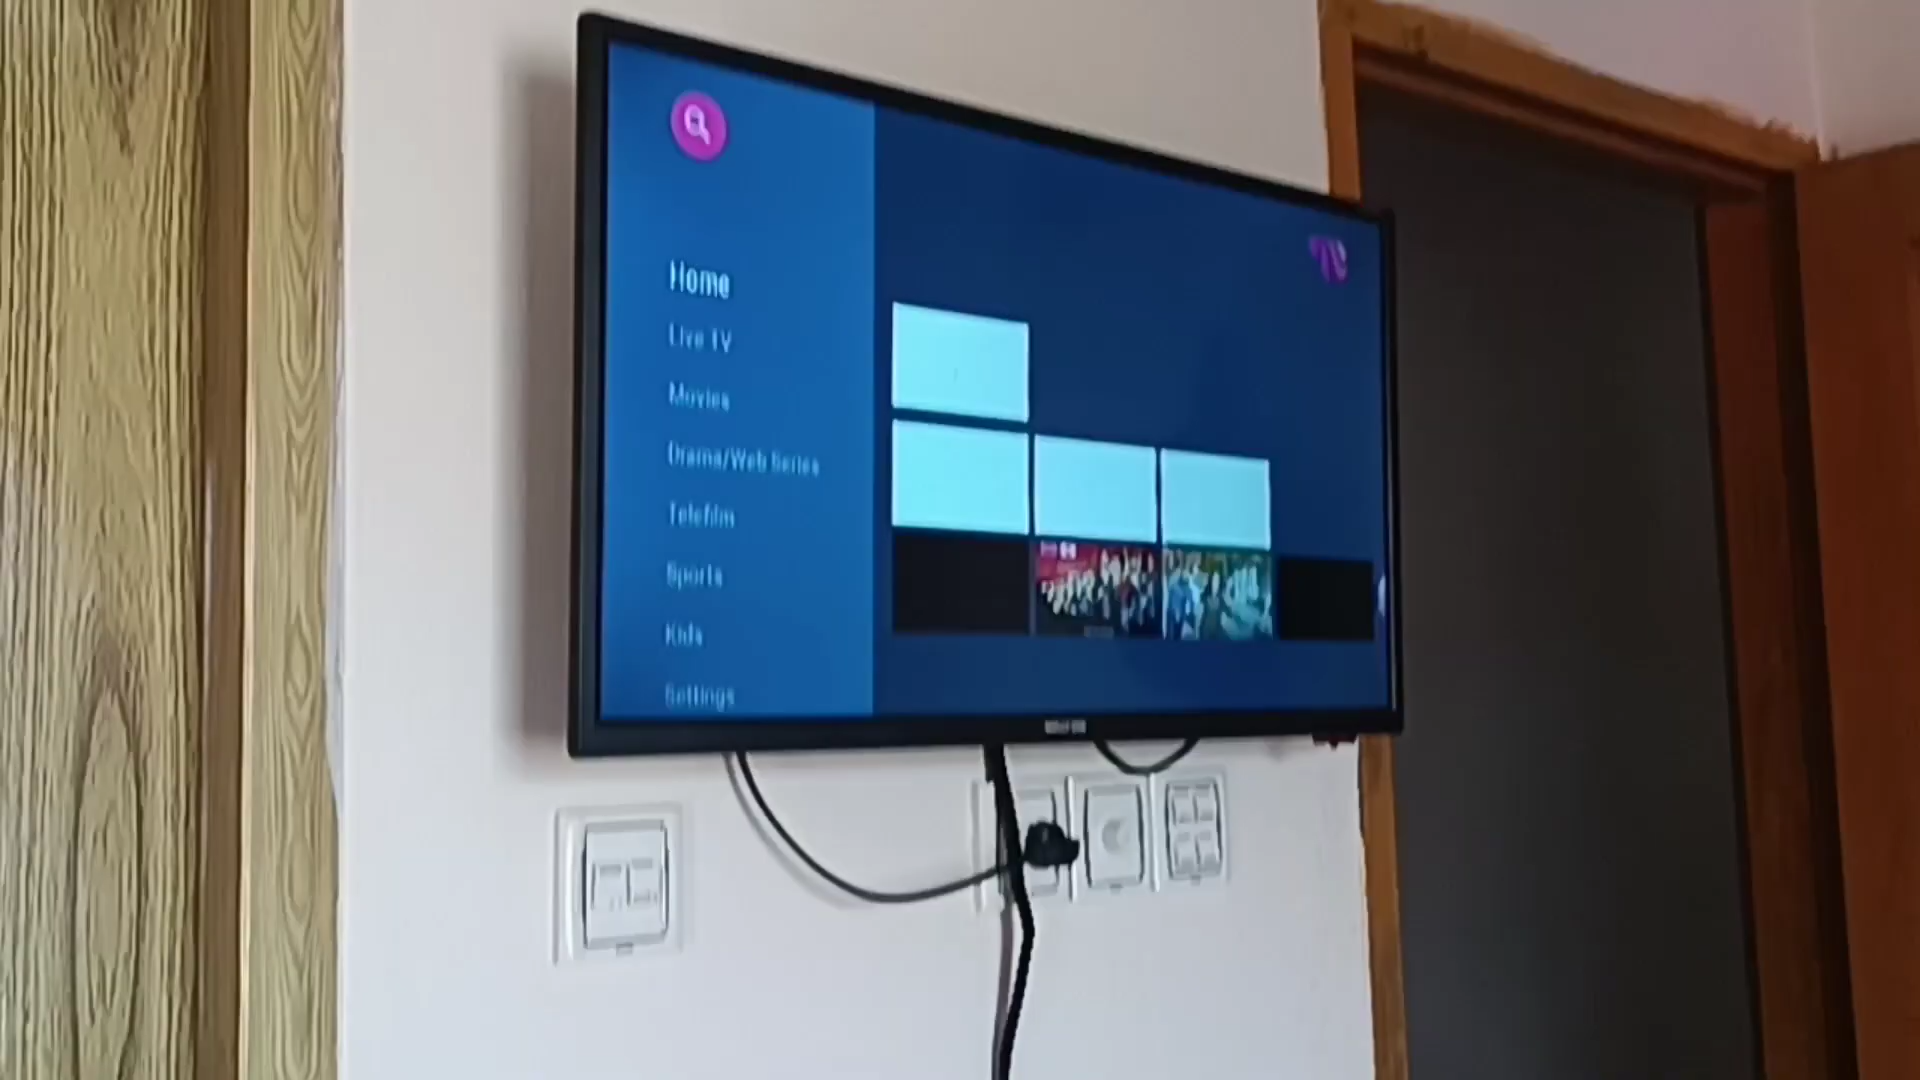 Home
Live TV
Movies
Drama/Web Series
Telefilm
Sports
Kids
Settings